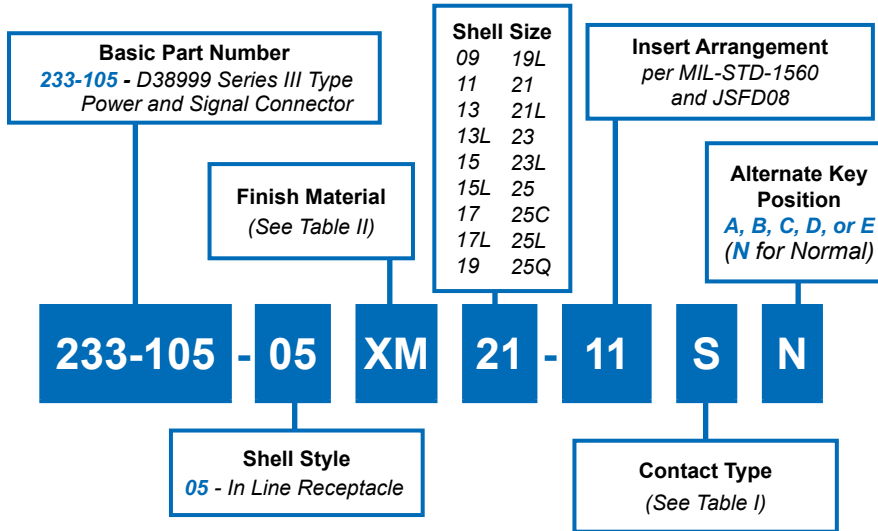 Basic Part Number
233-105 - D38999 Series III Type
Power and Signal Connector
Finish Material
(See Table II)
Shell Size
09 19L
11 21
13 21L
13L 23
15 23L
15L 25
17 25C
17L 25L
19 25Q
Insert Arrangement
per MIL-STD-1560
and JSFD08
Alternate Key
Position
A, B, C, D, or E
(N for Normal)
233-105 - 05 XM 21 - 11 S N
Shell Style
05 - In Line Receptacle
Contact Type
(See Table I)